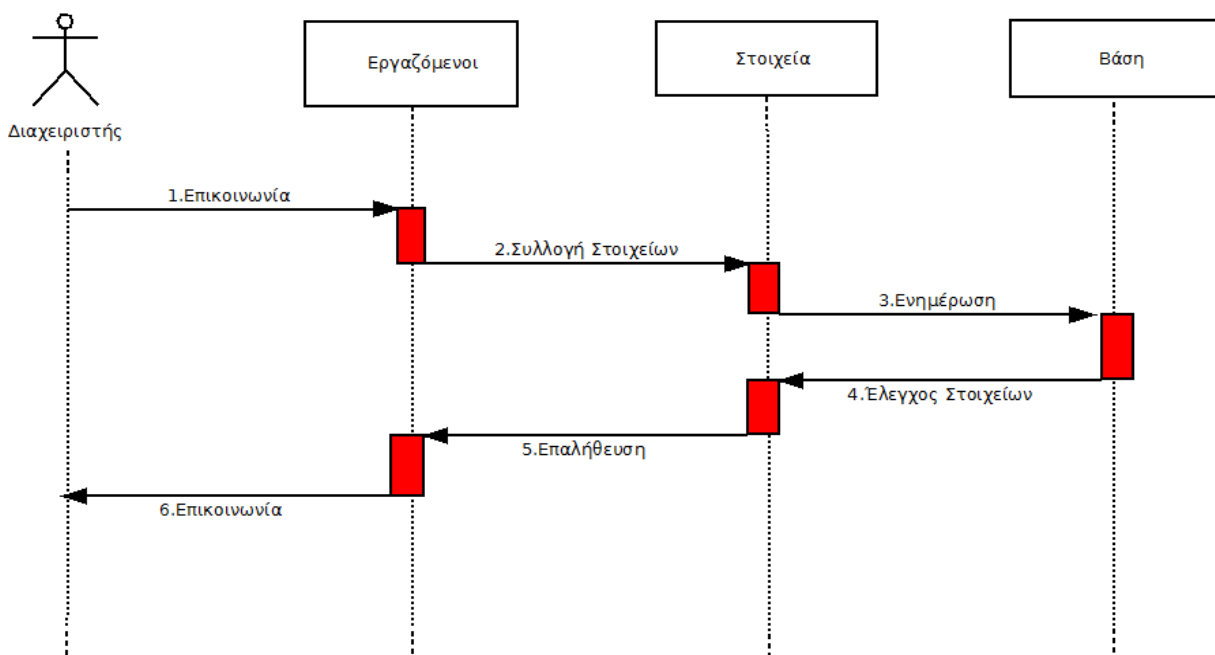 Εργαζόμενοι
Στοιχεία
Βάση
Διαχειριστής
1.Επικοινωνία
2.Συλλογή Στοιχείων
3.Ενημέρωση
4.Έλεγχος Στοιχείων
5.Επαλήθευση
6.Επικοινωνία